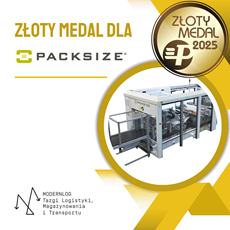 ZŁOTY MEDAL DLA
PACKSIZE®
ZŁOTY
MEDAL
2025
MODERNLOG
Targi Logistyki,
Magazynowania
i Transportu